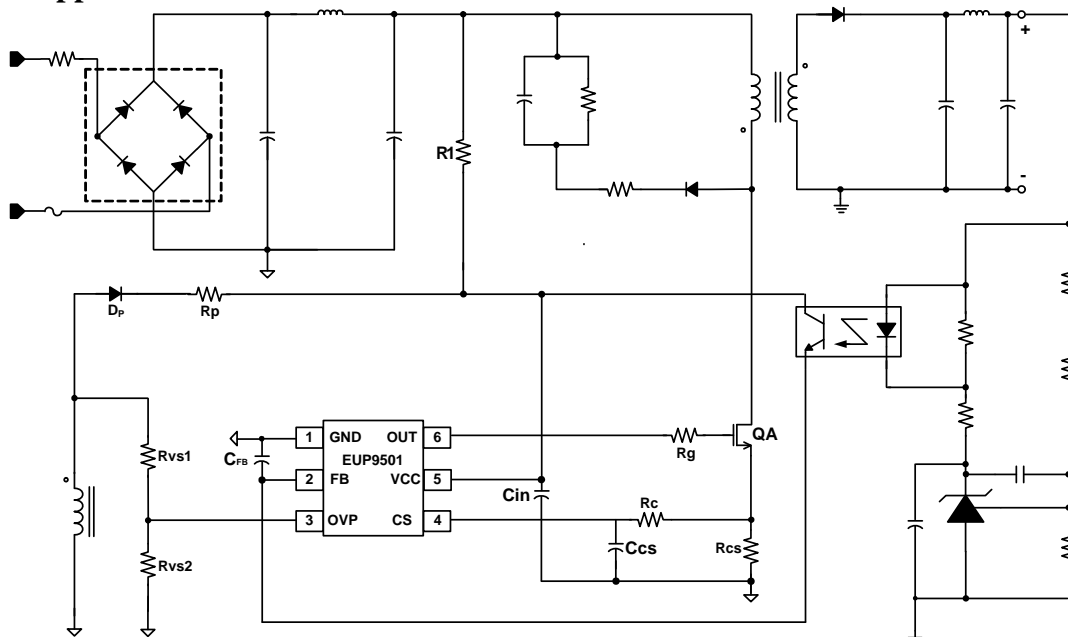 +
R1
-
DP
Rp
1 GND OUT 6
EUP9501
2 FB VCC 5
3 OVP CS 4
CFB
Rvs1
Rvs2
Rg
QA
Cin
Rc
Ccs
Rcs